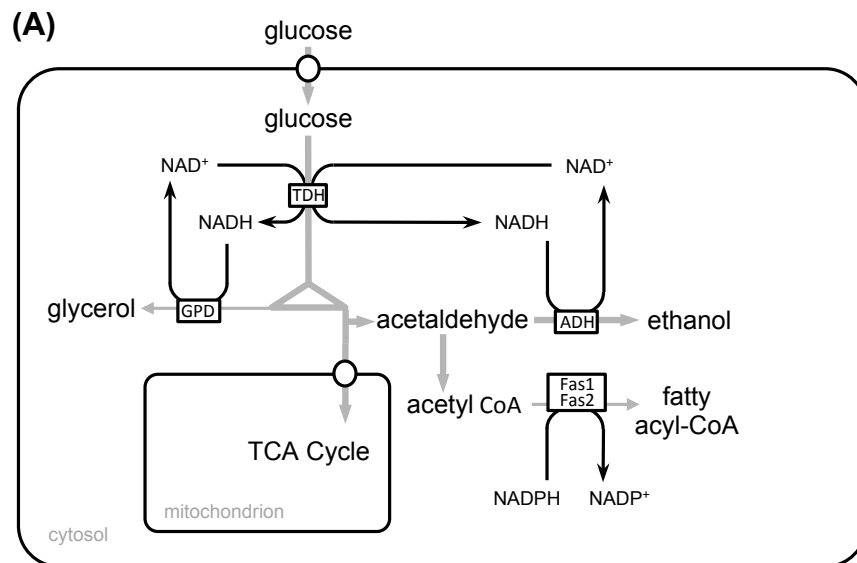 (A)
glucose
glucose
NAD+
NAD+
TDH
NADH
NADH
glycerol
GPD
acetaldehyde
ADH
ethanol
acetyl CoA
Fas1
Fas2
fatty
acyl-CoA
TCA Cycle
NADPH
NADP+
mitochondrion
cytosol